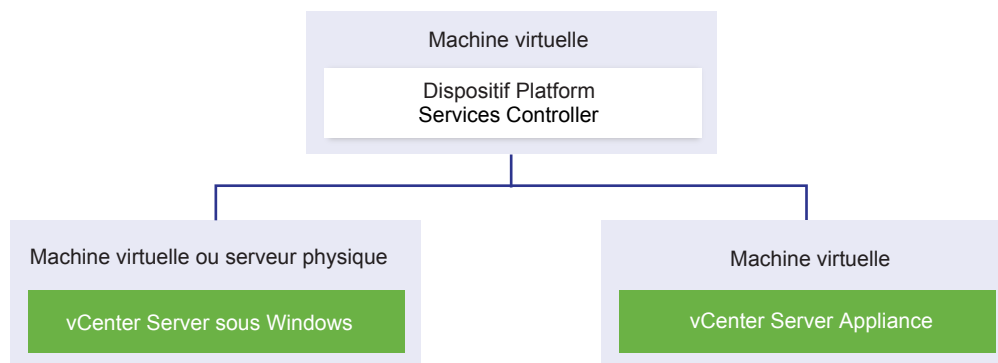 Machine virtuelle
Dispositif Platform
Services Controller
Machine virtuelle ou serveur physique
vCenter Server sous Windows
Machine virtuelle
vCenter Server Appliance